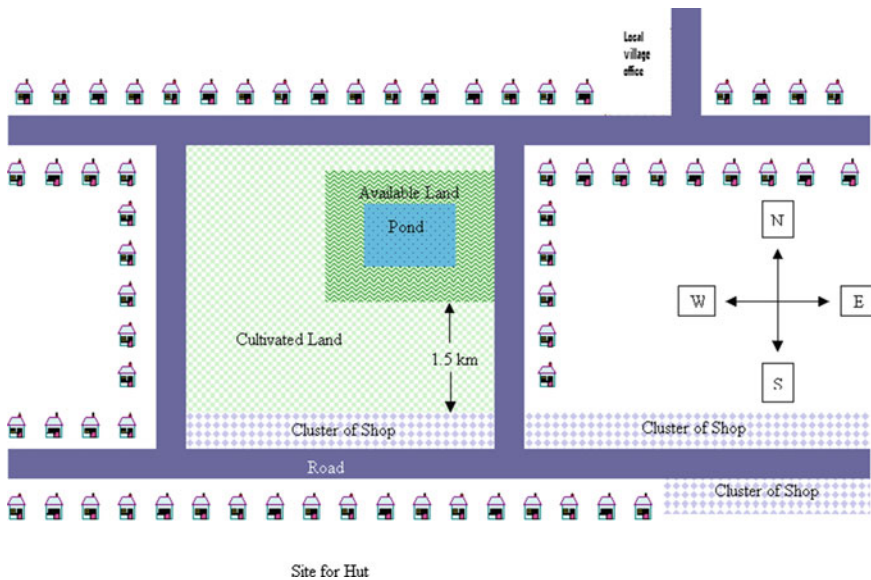 Local
village
office
Available Land
Pond
N
W
E
S
Cultivated Land
1.5 km
Cluster of Shop
Cluster of Shop
Road
Cluster of Shop
Site for Hut